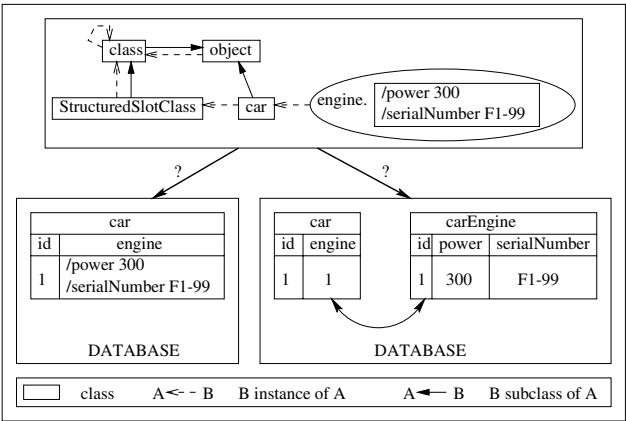 class
object
StructuredSlotClass
car
engine.
/power 300
/serialNumber F1-99
?
?
car
id engine
1 /power 300
/serialNumber F1-99
DATABASE
car
id engine
1 1
carEngine
id power serialNumber
1 300 F1-99
DATABASE
class A B B instance of A A B B subclass of A